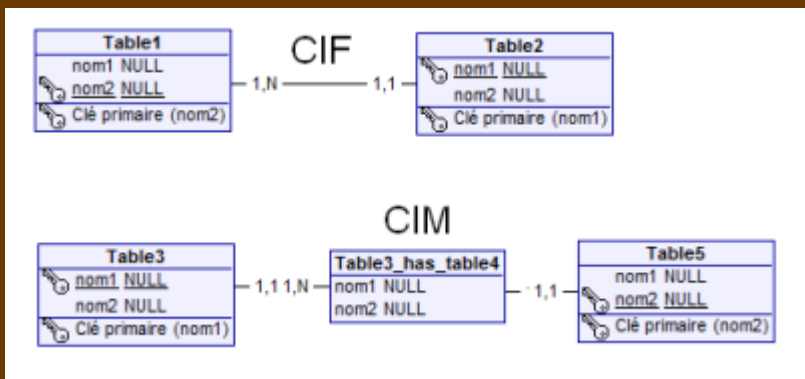 CIF
Table1
nom1 NULL
nom2 NULL
Clé primaire (nom2)
1,N
1,1
Table2
nom1 NULL
nom2 NULL
Clé primaire (nom1)
CIM
Table3
nom1 NULL
nom2 NULL
Clé primaire (nom1)
1,1 1,N
Table3_has_table4
nom1 NULL
nom2 NULL
1,1
Table5
nom1 NULL
nom2 NULL
Clé primaire (nom2)